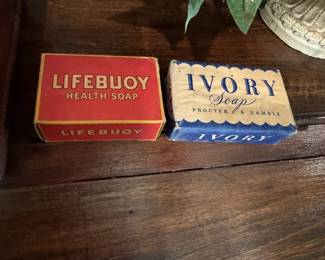 LIFEBUOY
HEALTH SOAP
LIFEBUOY
IVORY
Soap
PROCTER & GAMBLE
IVORY